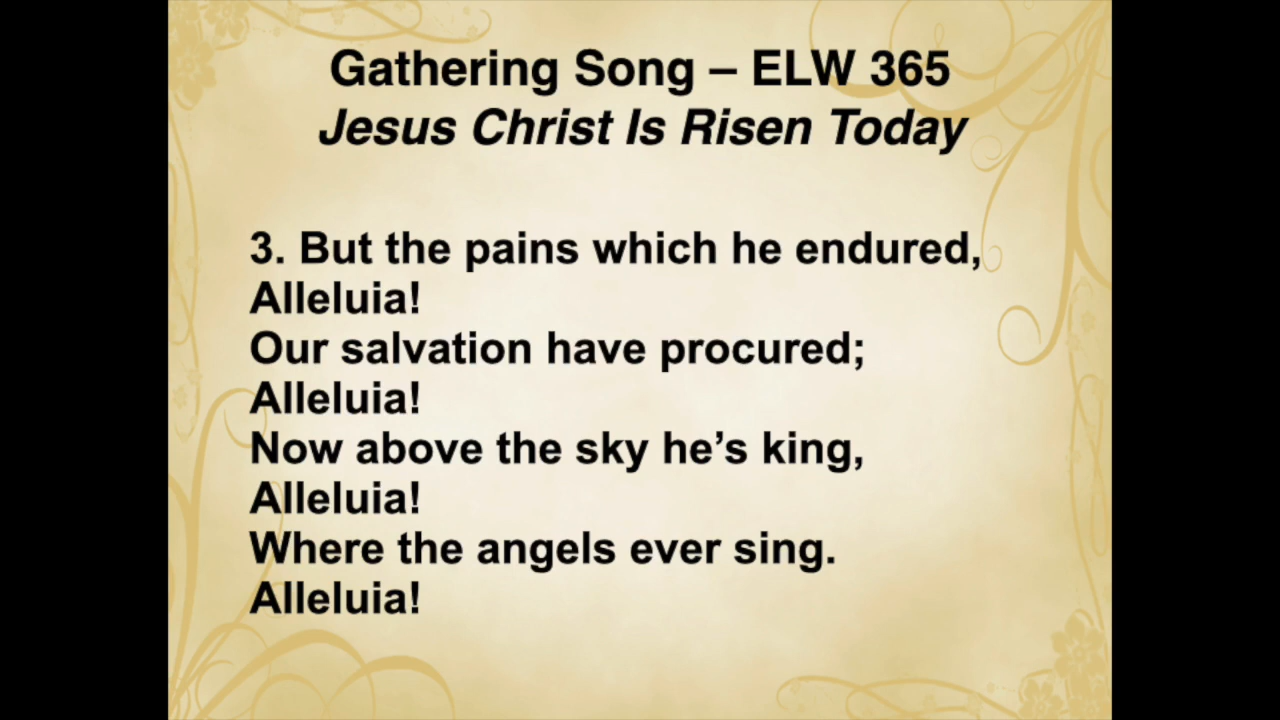 Gathering Song – ELW 365
Jesus Christ Is Risen Today
3. But the pains which he endured,
Alleluia!
Our salvation have procured;
Alleluia!
Now above the sky he’s king,
Alleluia!
Where the angels ever sing.
Alleluia!